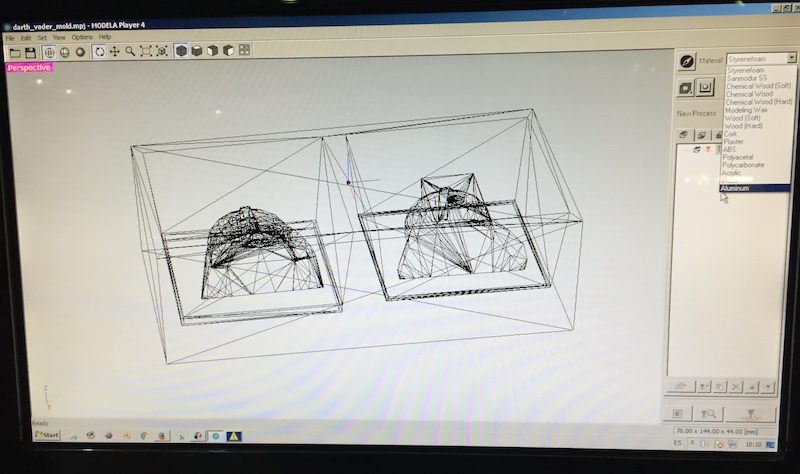 darth_vader_mold.mpj - MODELA Player 4
File Edit Set View Options Help
Perspective
Material
Styrenefoam
Styrenefoam
Sanmodur SS
Chemical Wood (Soft)
Chemical Wood
Chemical Wood (Hard)
Modeling Wax
Wood (Soft)
Wood (Hard)
Cork
Plaster
ABS
Polyacetal
Polycarbonate
Acrylic
Aluminum
New Process
Z
Ready
76.00 x 144.00 x 44.00 [mm]
Start
ES
18:10